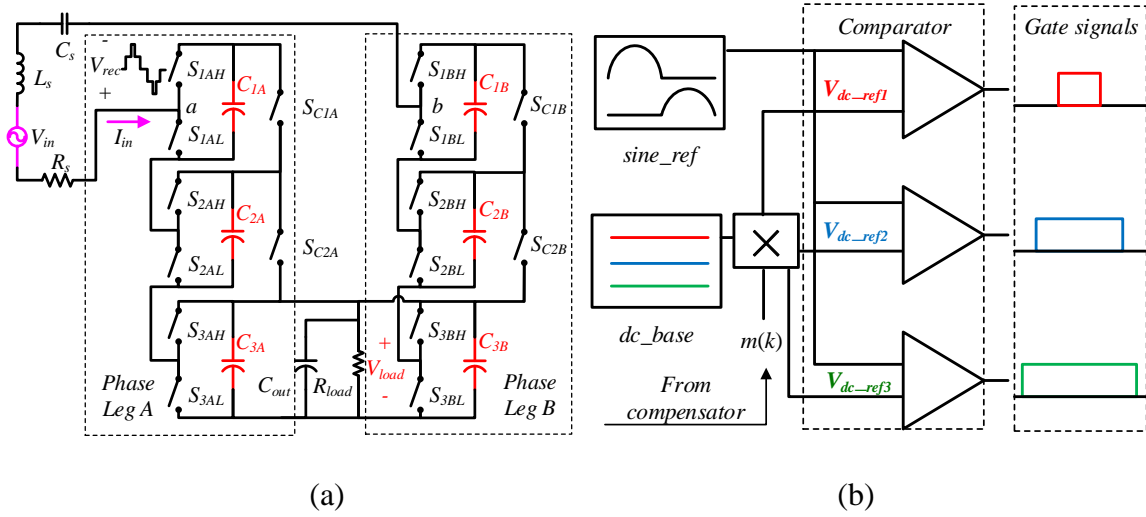 C_s
L_s
V_in
R_s
I_in
-
V_rec
+
a
S_1AH
S_1AL
C_1A
S_C1A
S_2AH
S_2AL
C_2A
S_C2A
S_3AH
S_3AL
C_3A
Phase
Leg A
C_out
R_load
+
V_load
-
b
S_1BH
S_1BL
C_1B
S_C1B
S_2BH
S_2BL
C_2B
S_C2B
S_3BH
S_3BL
C_3B
Phase
Leg B
(a)
sine_ref
dc_base
×
m(k)
From
compensator
Comparator
V_dc_ref1
V_dc_ref2
V_dc_ref3
Gate signals
(b)